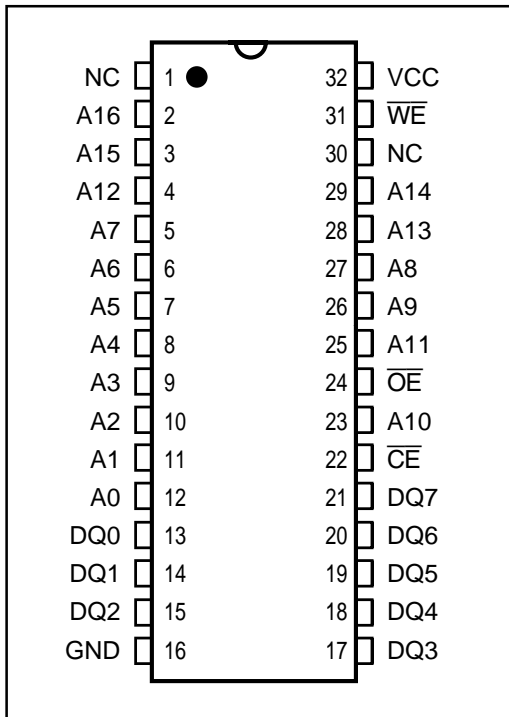 NC 1 32 VCC
A16 2 31 W̅E̅
A15 3 30 NC
A12 4 29 A14
A7 5 28 A13
A6 6 27 A8
A5 7 26 A9
A4 8 25 A11
A3 9 24 O̅E̅
A2 10 23 A10
A1 11 22 C̅E̅
A0 12 21 DQ7
DQ0 13 20 DQ6
DQ1 14 19 DQ5
DQ2 15 18 DQ4
GND 16 17 DQ3